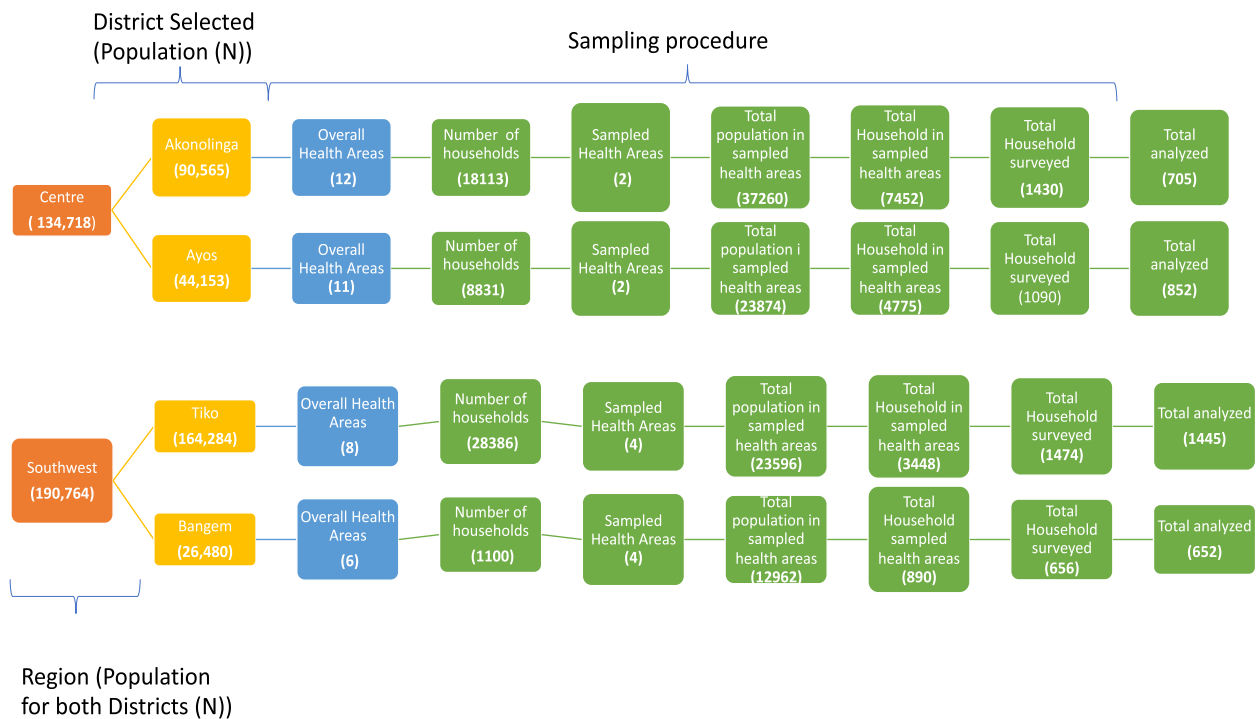 District Selected
(Population (N))
Sampling procedure
Centre
( 134,718)
Akonolinga
(90,565)
Overall
Health Areas
(12)
Number of
households
(18113)
Sampled
Health Areas
(2)
Total
population in
sampled
health areas
(37260)
Total
Household in
sampled
health areas
(7452)
Total
Household
surveyed
(1430)
Total
analyzed
(705)
Ayos
(44,153)
Overall
Health Areas
(11)
Number of
households
(8831)
Sampled
Health Areas
(2)
Total
population i
sampled
health areas
(23874)
Total
Household in
sampled
health areas
(4775)
Total
Household
surveyed
(1090)
Total
analyzed
(852)
Southwest
(190,764)
Tiko
(164,284)
Overall Health
Areas
(8)
Number of
households
(28386)
Sampled
Health Areas
(4)
Total
population in
sampled
health areas
(23596)
Total
Household in
sampled
health areas
(3448)
Total
Household
surveyed
(1474)
Total analyzed
(1445)
Bangem
(26,480)
Overall Health
Areas
(6)
Number of
households
(1100)
Sampled
Health Areas
(4)
Total
population in
sampled
health areas
(12962)
Total
Household
sampled
health areas
(890)
Total
Household
surveyed
(656)
Total analyzed
(652)
Region (Population
for both Districts (N))